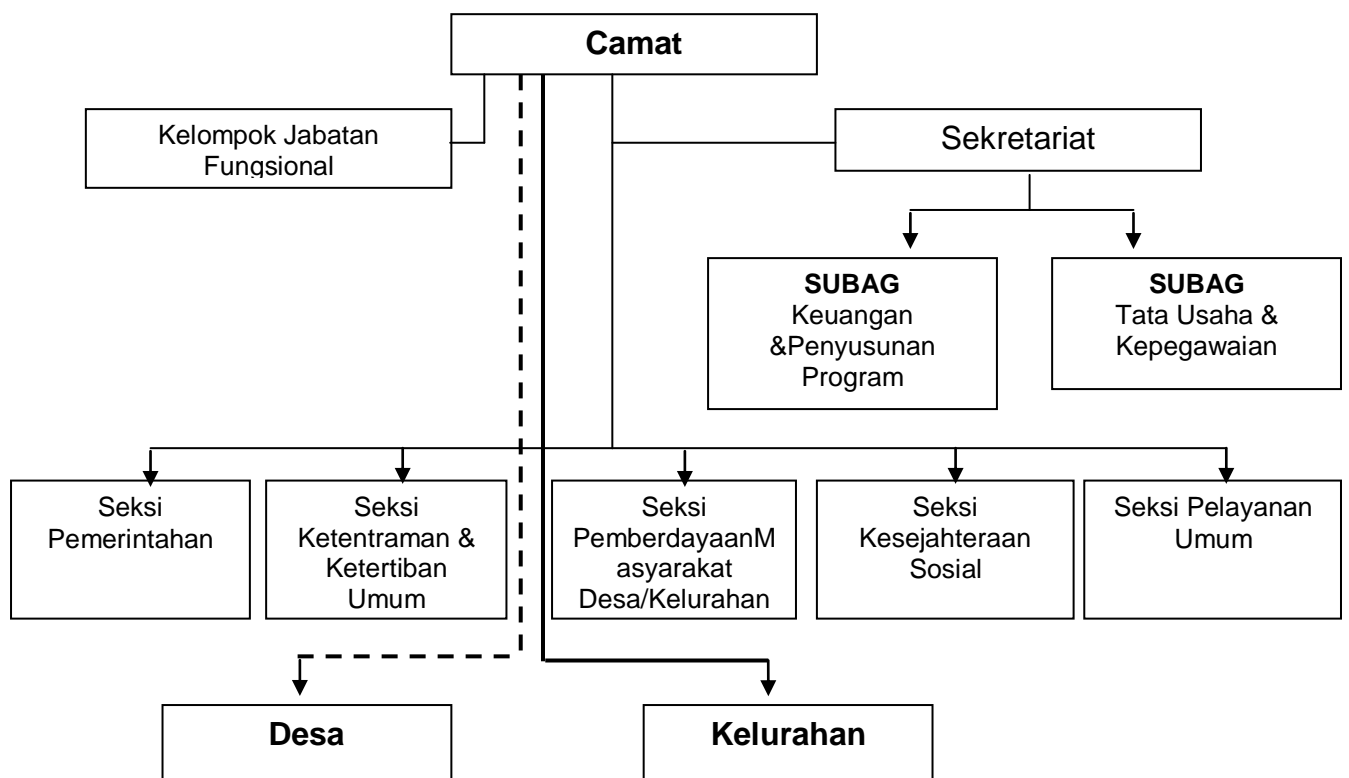 Camat
Kelompok Jabatan
Fungsional
Sekretariat
SUBAG
Keuangan
&Penyusunan
Program
SUBAG
Tata Usaha &
Kepegawaian
Seksi
Pemerintahan
Seksi
Ketentraman &
Ketertiban
Umum
Seksi
PemberdayaanM
asyarakat
Desa/Kelurahan
Seksi
Kesejahteraan
Sosial
Seksi Pelayanan
Umum
Desa
Kelurahan